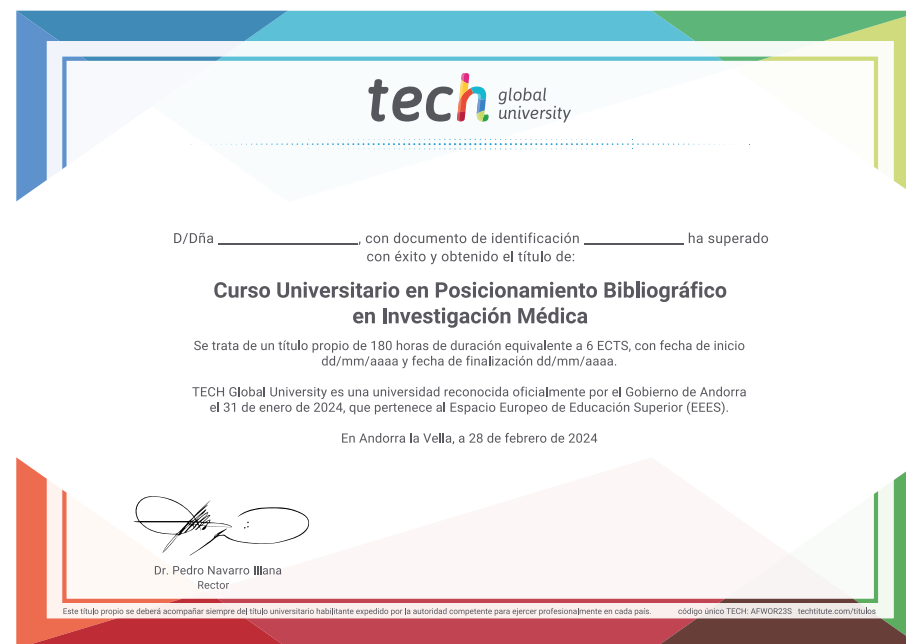 tech global university
D/Dña ____________________, con documento de identificación ______________ ha superado
con éxito y obtenido el título de:
Curso Universitario en Posicionamiento Bibliográfico
en Investigación Médica
Se trata de un título propio de 180 horas de duración equivalente a 6 ECTS, con fecha de inicio
dd/mm/aaaa y fecha de finalización dd/mm/aaaa.
TECH Global University es una universidad reconocida oficialmente por el Gobierno de Andorra
el 31 de enero de 2024, que pertenece al Espacio Europeo de Educación Superior (EEES).
En Andorra la Vella, a 28 de febrero de 2024
Dr. Pedro Navarro Illana
Rector
Este título propio se deberá acompañar siempre del título universitario habilitante expedido por la autoridad competente para ejercer profesionalmente en cada país. código único TECH: AFWOR23S techtitute.com/titulos